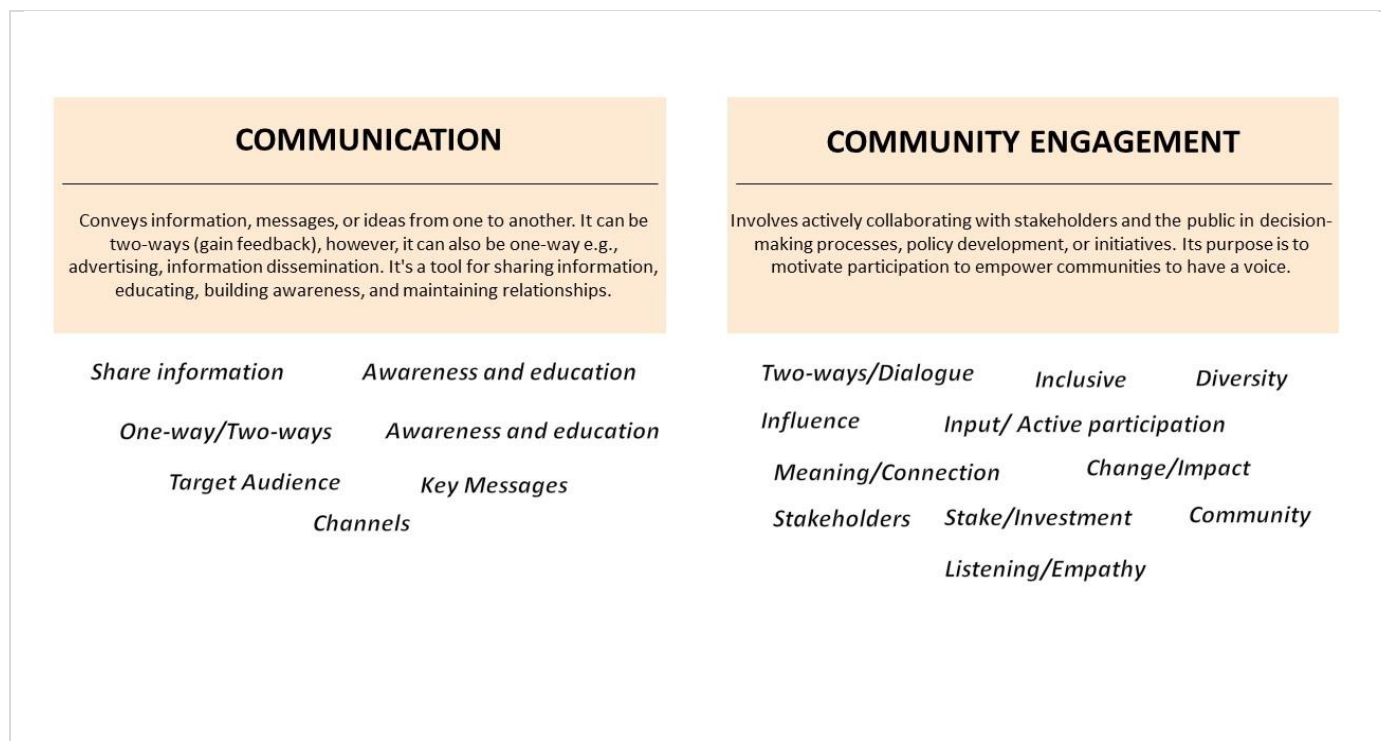 COMMUNICATION
Conveys information, messages, or ideas from one to another. It can be
two-ways (gain feedback), however, it can also be one-way e.g.,
advertising, information dissemination. It's a tool for sharing information,
educating, building awareness, and maintaining relationships.
Share information
Awareness and education
One-way/Two-ways
Awareness and education
Target Audience
Key Messages
Channels
COMMUNITY ENGAGEMENT
Involves actively collaborating with stakeholders and the public in decision-
making processes, policy development, or initiatives. Its purpose is to
motivate participation to empower communities to have a voice.
Two-ways/Dialogue
Inclusive
Diversity
Influence
Input/ Active participation
Meaning/Connection
Change/Impact
Stakeholders
Stake/Investment
Community
Listening/Empathy